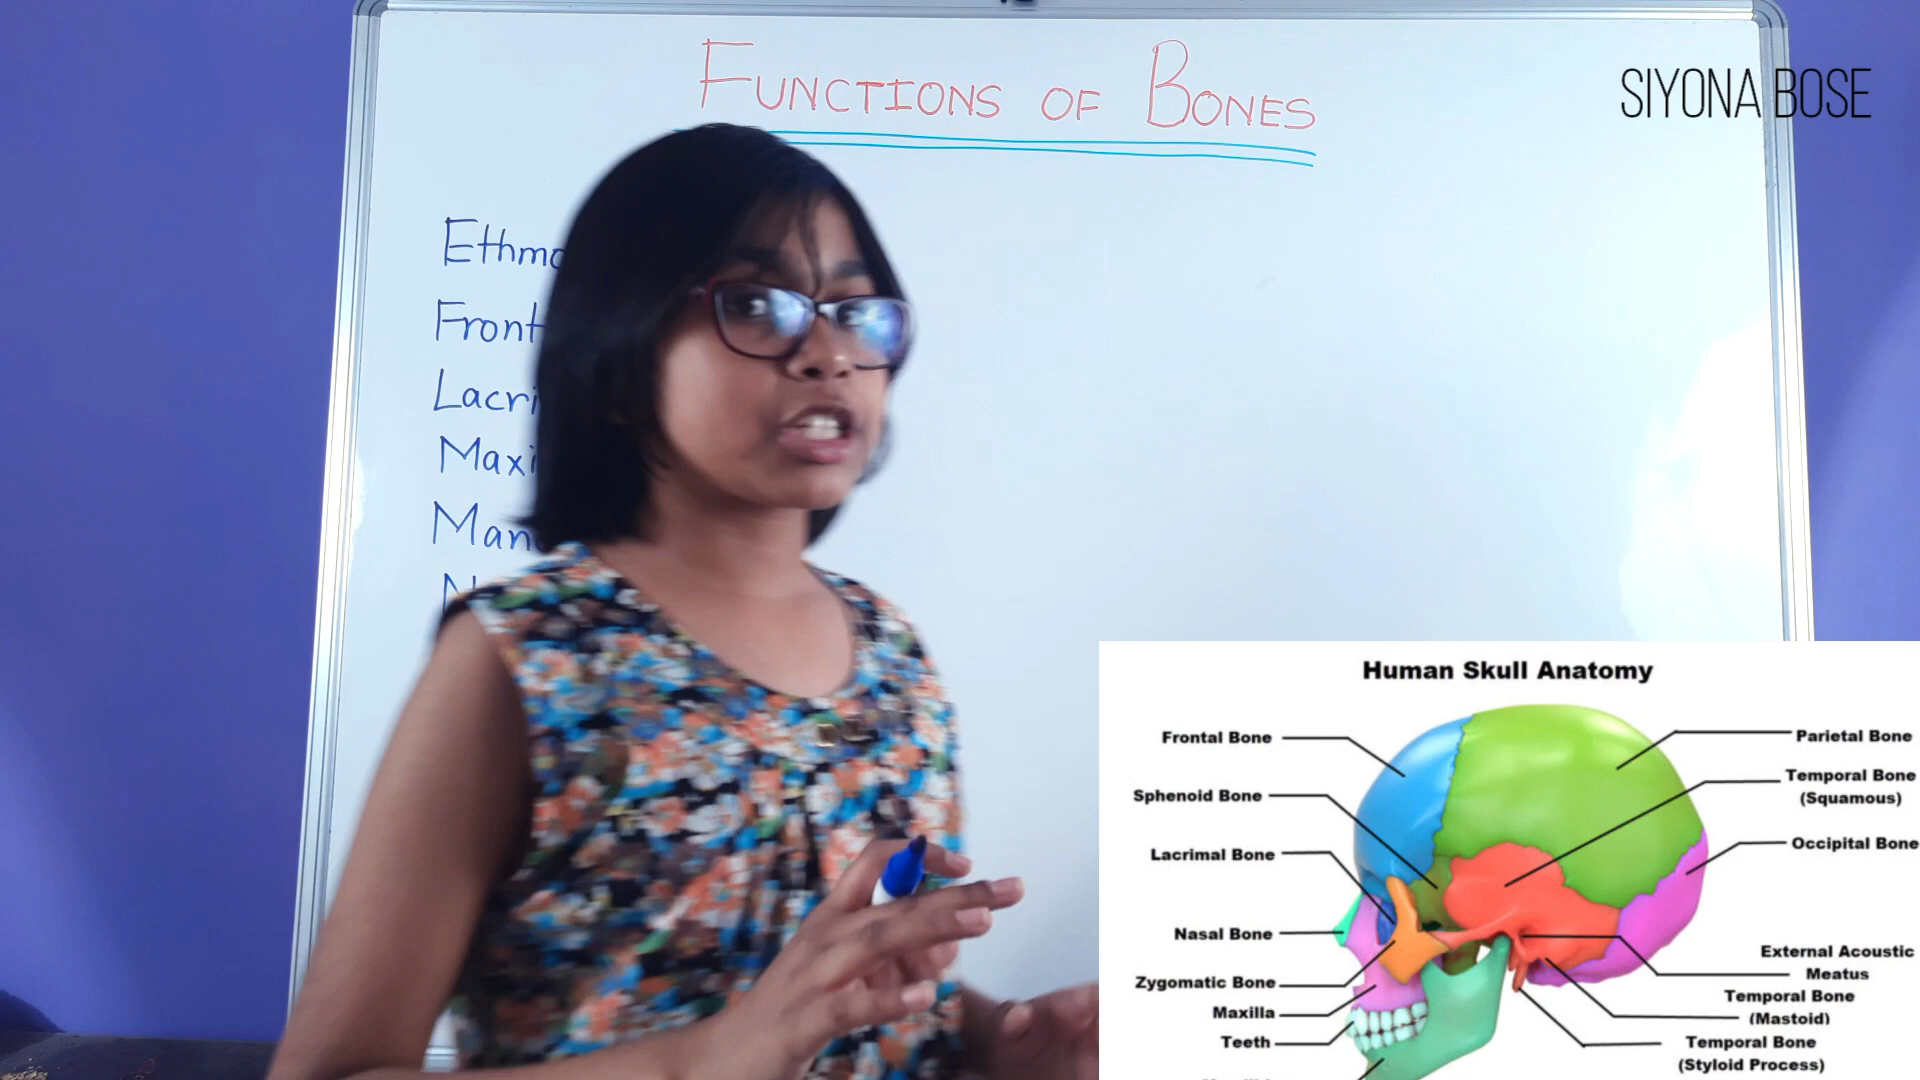 FUNCTIONS OF BONES
SIYONA BOSE
Human Skull Anatomy
Frontal Bone
Sphenoid Bone
Lacrimal Bone
Nasal Bone
Zygomatic Bone
Maxilla
Teeth
Parietal Bone
Temporal Bone
(Squamous)
Occipital Bone
External Acoustic
Meatus
Temporal Bone
(Mastoid)
Temporal Bone
(Styloid Process)